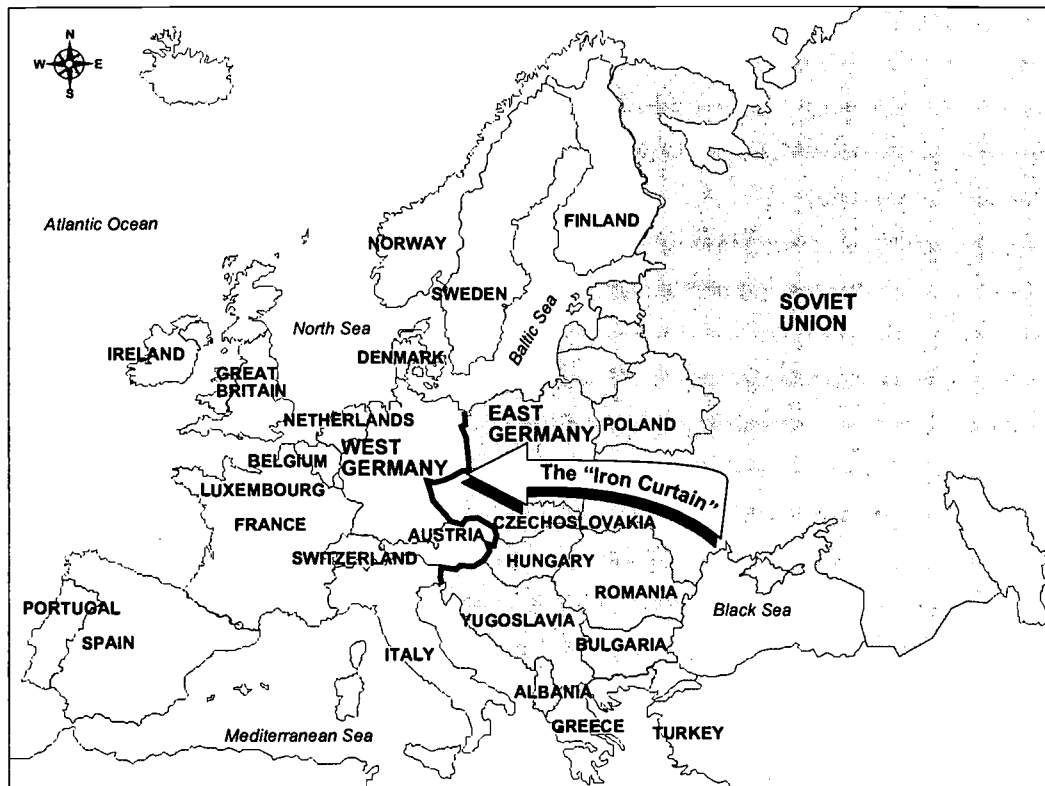 N
W E
S
Atlantic Ocean
NORWAY
FINLAND
SWEDEN
Baltic Sea
SOVIET
UNION
North Sea
IRELAND
DENMARK
GREAT
BRITAIN
NETHERLANDS
EAST
GERMANY
POLAND
WEST
GERMANY
BELGIUM
The "Iron Curtain"
LUXEMBOURG
FRANCE
CZECHOSLOVAKIA
AUSTRIA
SWITZERLAND
HUNGARY
ROMANIA
PORTUGAL
Black Sea
YUGOSLAVIA
SPAIN
BULGARIA
ITALY
ALBANIA
GREECE
TURKEY
Mediterranean Sea